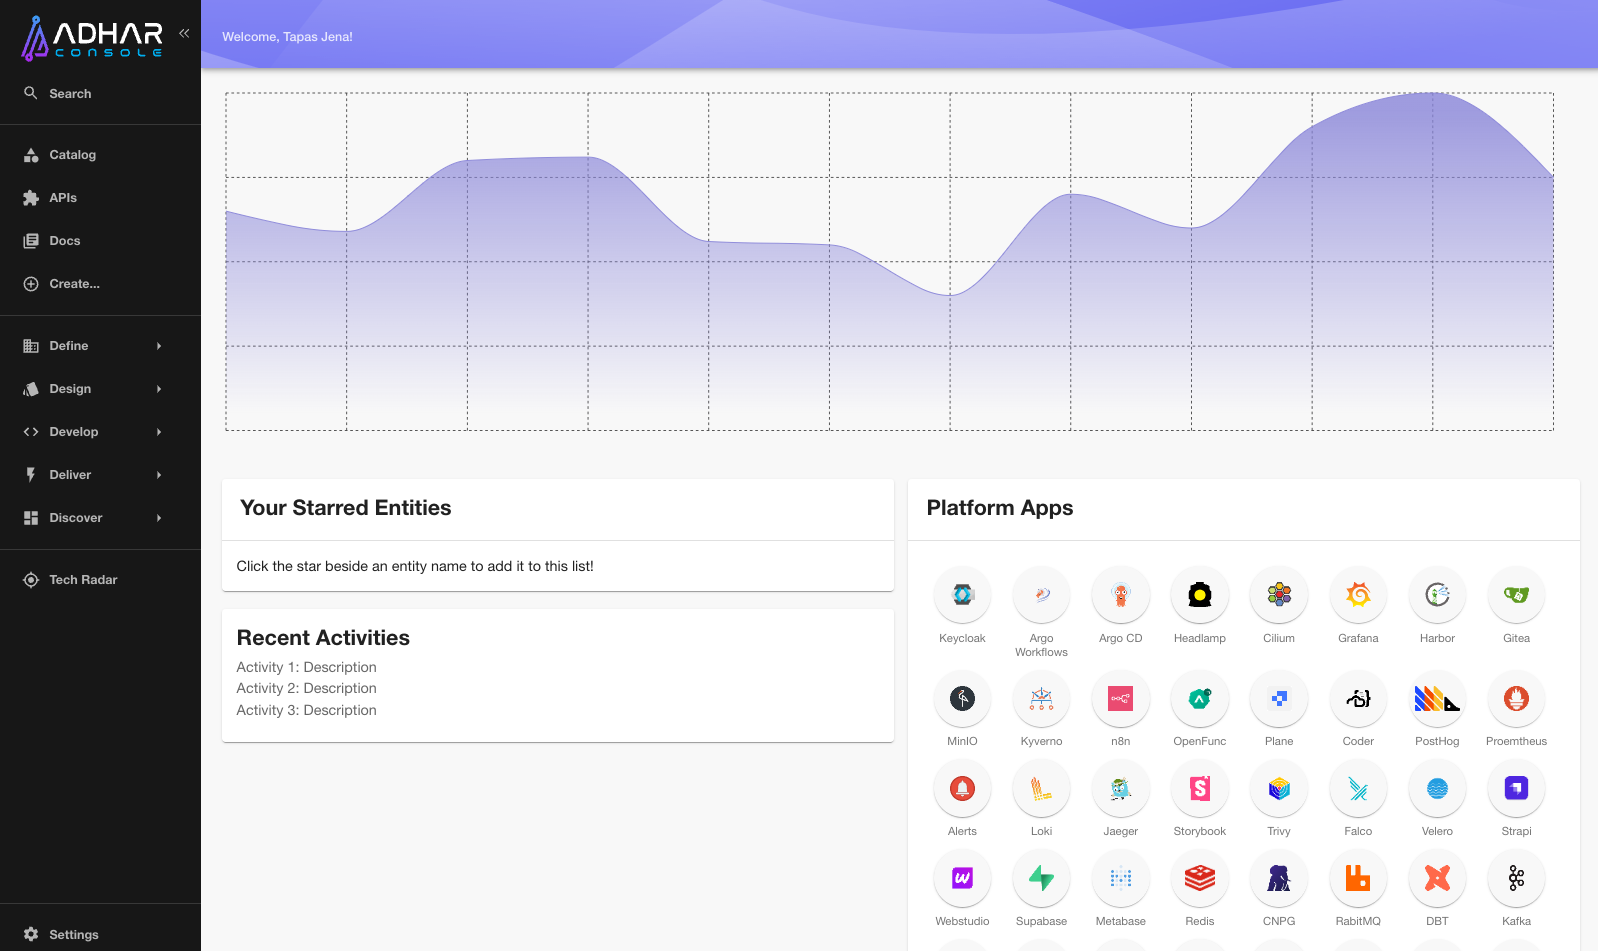 ADHAR
CONSOLE
Welcome, Tapas Jena!
Search
Catalog
APIs
Docs
Create...
Define
Design
Develop
Deliver
Discover
Tech Radar
Settings
Your Starred Entities
Click the star beside an entity name to add it to this list!
Recent Activities
Activity 1: Description
Activity 2: Description
Activity 3: Description
Platform Apps
Keycloak
Argo
Workflows
Argo CD
Headlamp
Cilium
Grafana
Harbor
Gitea
MinIO
Kyverno
n8n
OpenFunc
Plane
Coder
PostHog
Proemtheus
Alerts
Loki
Jaeger
Storybook
Trivy
Falco
Velero
Strapi
Webstudio
Supabase
Metabase
Redis
CNPG
RabitMQ
DBT
Kafka